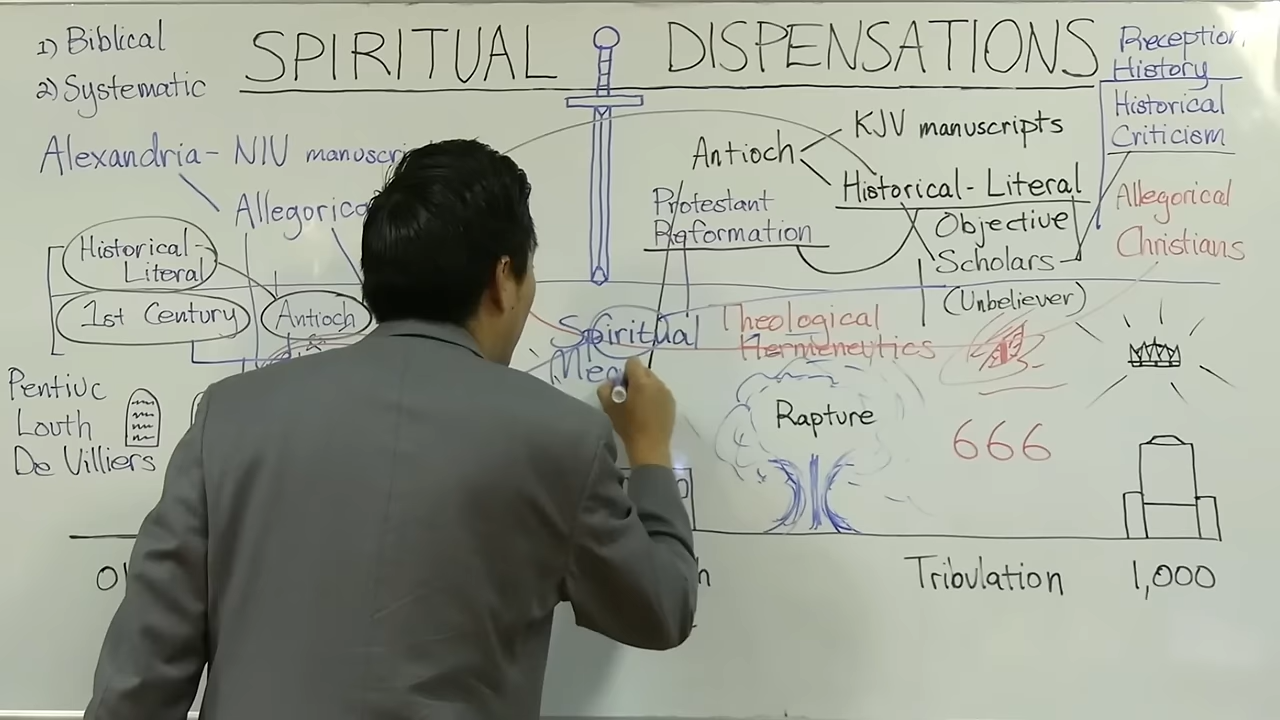 1) Biblical
2) Systematic
SPIRITUAL DISPENSATIONS
Reception
History
Historical
Criticism
Allegorical
Christians
Alexandria - NIV
KJV manuscripts
Antioch
Historical - Literal
Objective
Scholars
(Unbeliever)
Protestant
Reformation
Historical -
Literal
1st Century
Antioch
Spiritual
Theological
Hermeneutics
Pentiuc
Louth
De Villiers
Rapture
666
Tribulation
1,000